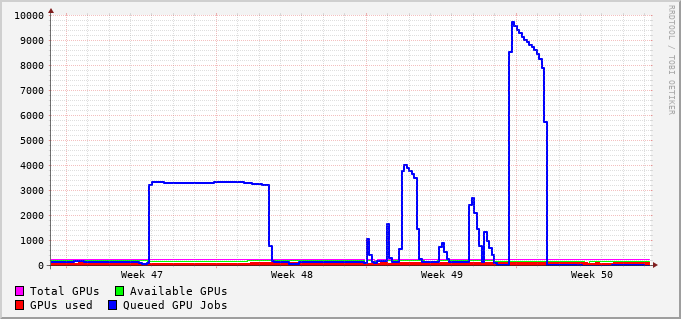 10000
9000
8000
7000
6000
5000
4000
3000
2000
1000
0
Week 47 Week 48 Week 49 Week 50
Total GPUs Available GPUs
GPUs used Queued GPU Jobs
RRDTOOL / TOBI OETIKER